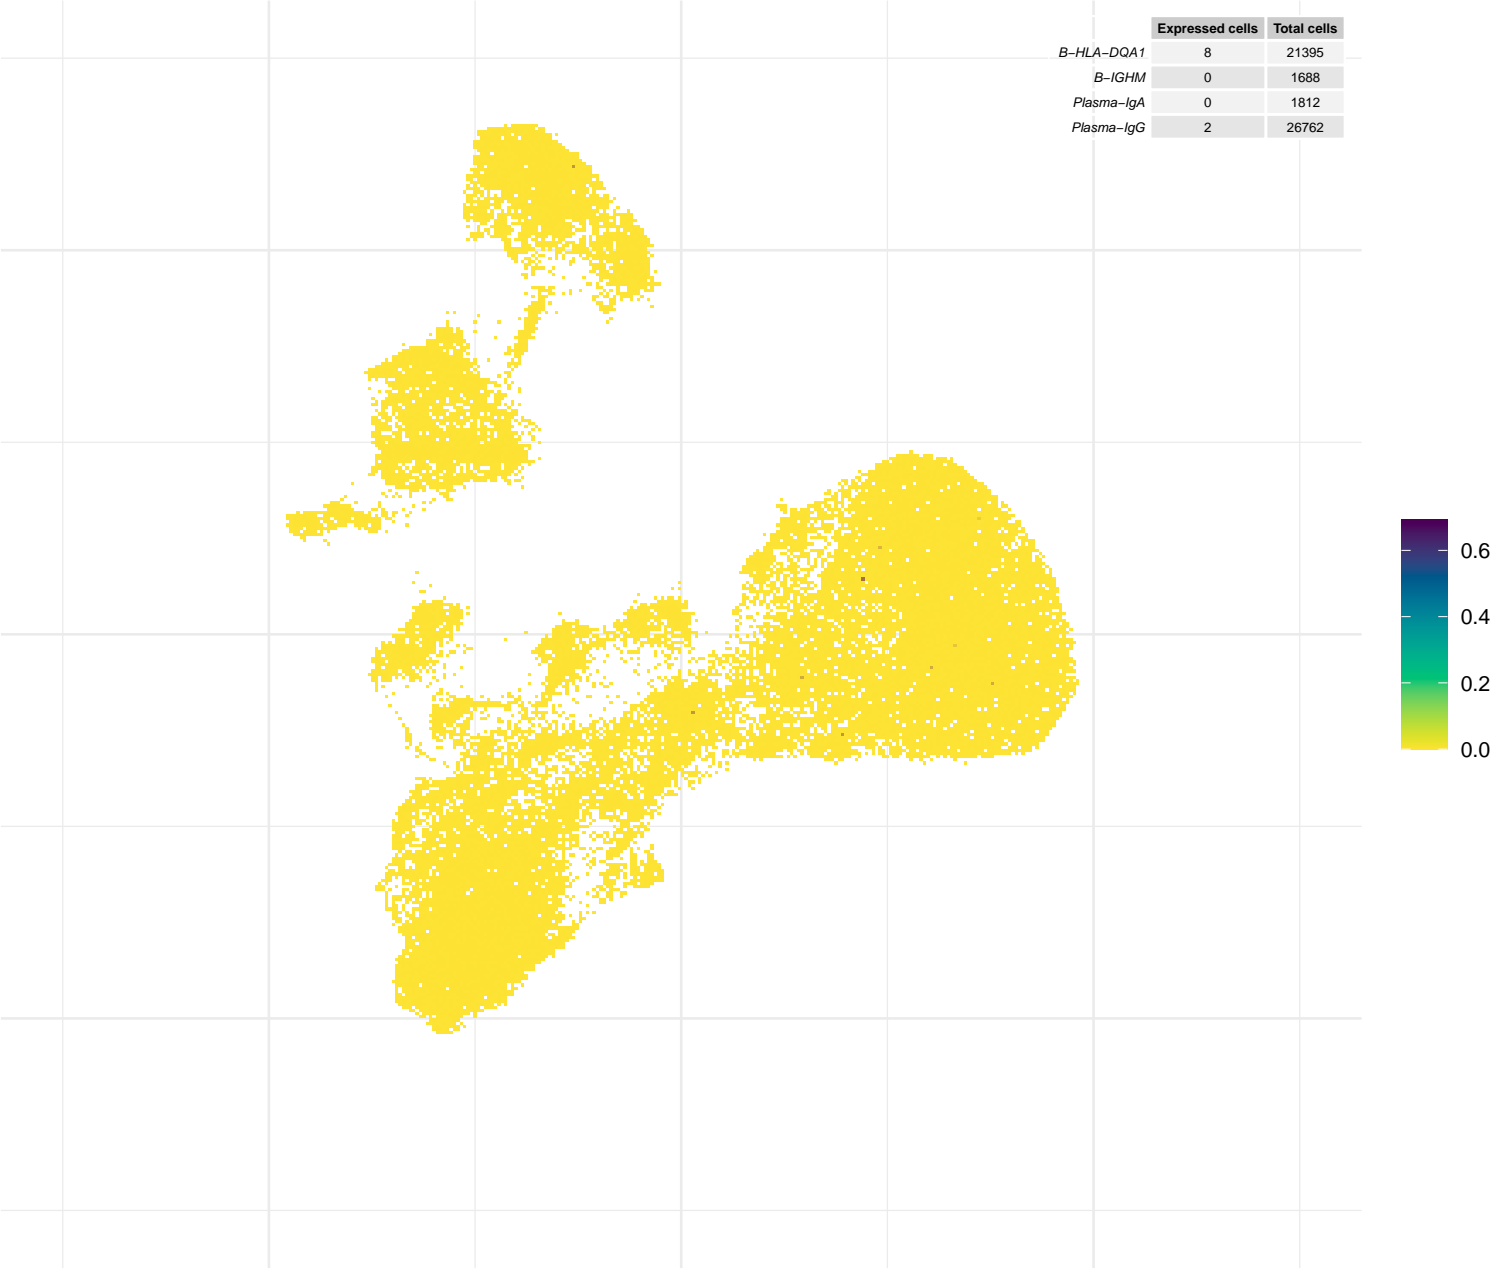 Expressed cells Total cells
B−HLA−DQA1 8 21395
B−IGHM 0 1688
Plasma−IgA 0 1812
Plasma−IgG 2 26762
0.6
0.4
0.2
0.0